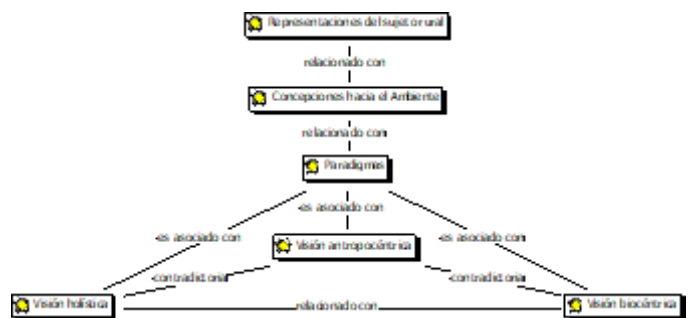 Representaciones del sujeto rural
relacionado con
Concepciones hacia el Ambiente
relacionado con
Paradigmas
es asociado con
es asociado con
es asociado con
Visión antropocéntrica
contradictoria
contradictoria
Visión holística
relacionado con
Visión biocéntrica